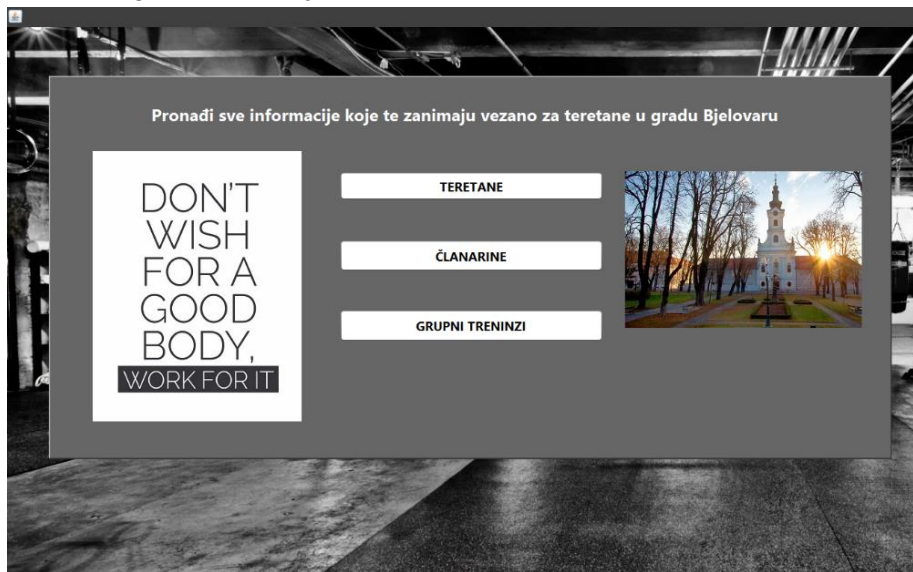 Pronađi sve informacije koje te zanimaju vezano za teretane u gradu Bjelovaru
DON'T
WISH
FOR A
GOOD
BODY,
WORK FOR IT
TERETANE
ČLANARINE
GRUPNI TRENINZI